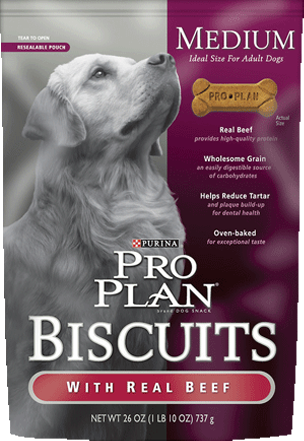 TEAR TO OPEN
RESEALABLE POUCH
MEDIUM
Ideal Size For Adult Dogs
PRO PLAN
Actual
Size
Real Beef
provides high-quality protein
Wholesome Grain
an easily digestible source
of carbohydrates
Helps Reduce Tartar
and plaque build-up
for dental health
Oven-baked
for exceptional taste
PURINA
PRO
PLAN
BRAND DOG SNACK
BISCUITS
WITH REAL BEEF
NET WT 26 OZ (1 LB 10 OZ) 737 g